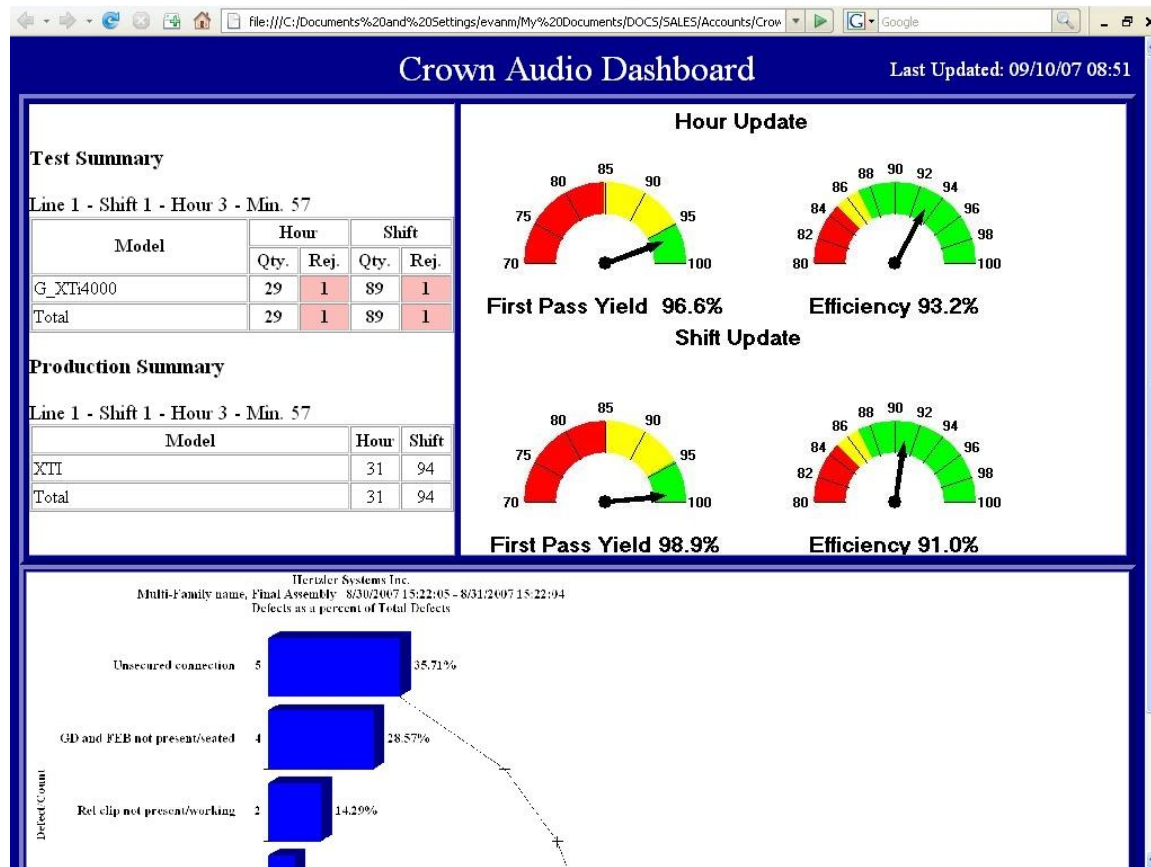 file:///C:/Documents%20and%20Settings/evanm/My%20Documents/DOCS/SALES/Accounts/Crow
Google
Crown Audio Dashboard
Last Updated: 09/10/07 08:51
Test Summary
Line 1 - Shift 1 - Hour 3 - Min. 57
Model Hour Shift
Qty. Rej. Qty. Rej.
G_XTi4000 29 1 89 1
Total 29 1 89 1
Production Summary
Line 1 - Shift 1 - Hour 3 - Min. 57
Model Hour Shift
XTI 31 94
Total 31 94
Hour Update
70 75 80 85 90 95 100
First Pass Yield 96.6%
80 82 84 86 88 90 92 94 96 98 100
Efficiency 93.2%
Shift Update
70 75 80 85 90 95 100
First Pass Yield 98.9%
80 82 84 86 88 90 92 94 96 98 100
Efficiency 91.0%
Hertzler Systems Inc.
Multi-Family name, Final Assembly 8/30/2007 15:22:05 - 8/31/2007 15:22:04
Defects as a percent of Total Defects
Defect/Count
Unsecured connection 5 35.71%
GD and FEB not present/seated 4 28.57%
Rel clip not present/working 2 14.29%